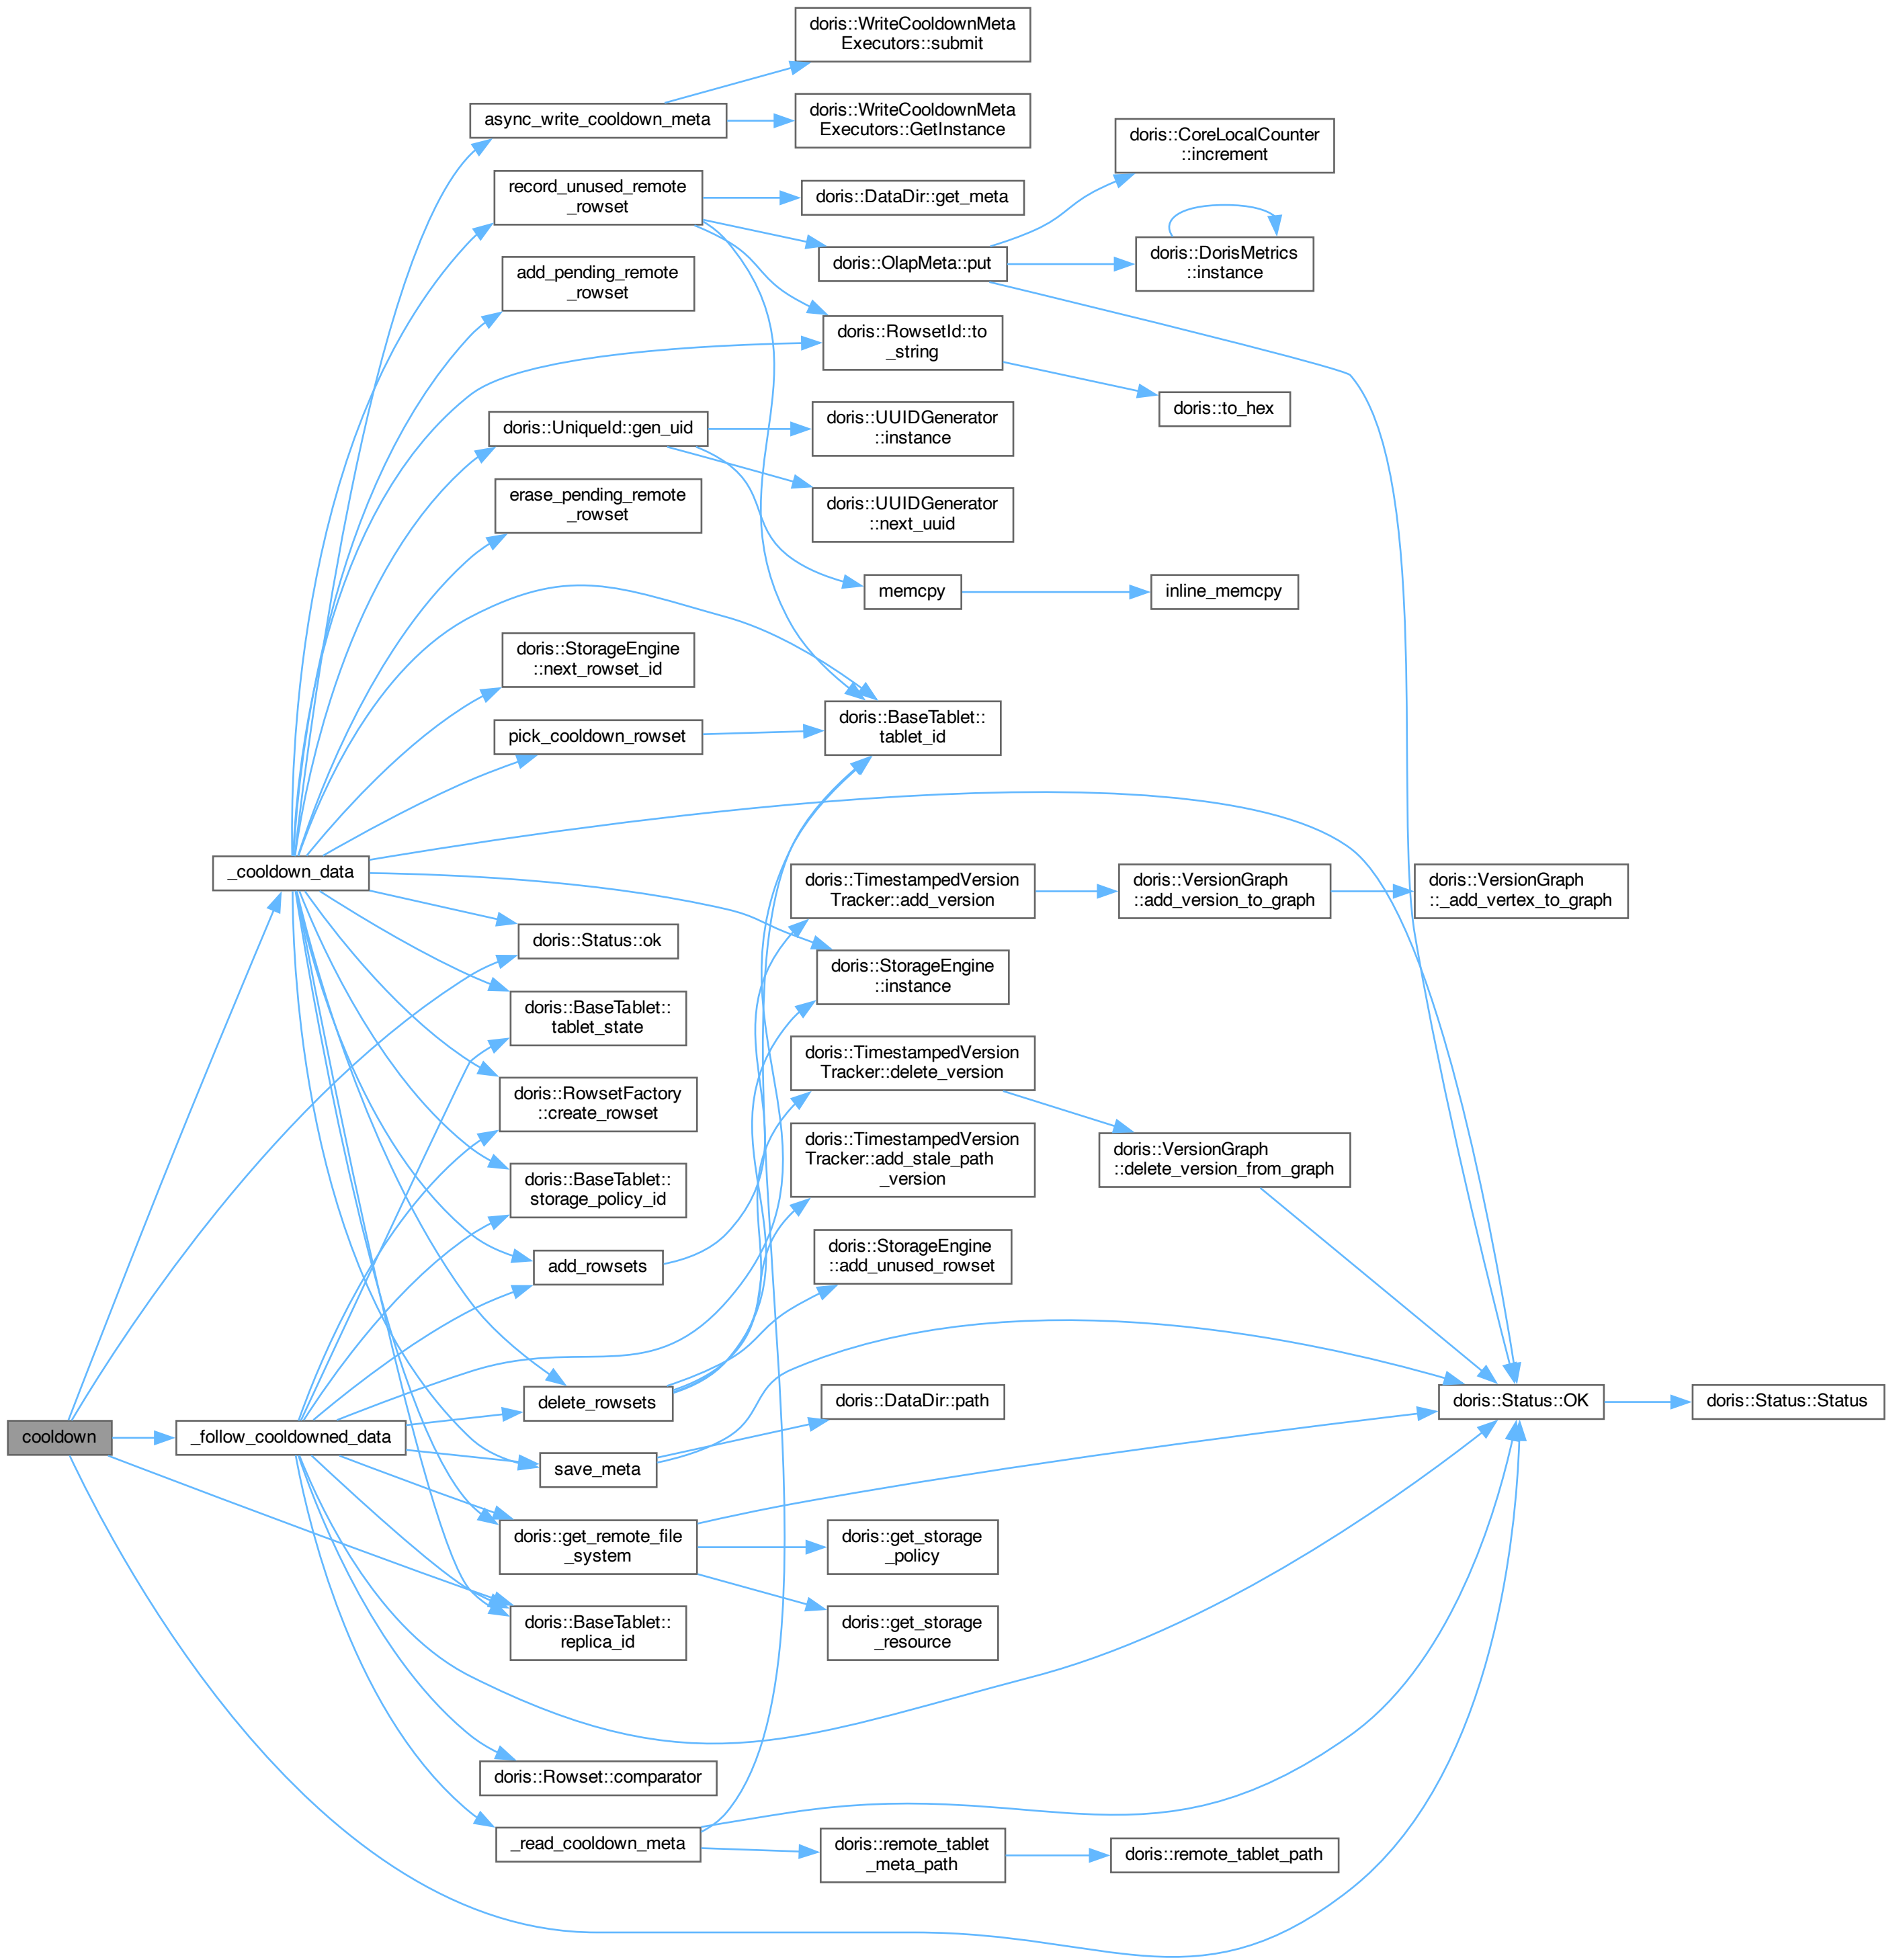 doris::WriteCooldownMeta
Executors::submit
async_write_cooldown_meta
doris::WriteCooldownMeta
Executors::GetInstance
doris::CoreLocalCounter
::increment
record_unused_remote
_rowset
doris::DataDir::get_meta
doris::OlapMeta::put
doris::DorisMetrics
::instance
add_pending_remote
_rowset
doris::RowsetId::to
_string
doris::to_hex
doris::UniqueId::gen_uid
doris::UUIDGenerator
::instance
erase_pending_remote
_rowset
doris::UUIDGenerator
::next_uuid
memcpy
inline_memcpy
doris::StorageEngine
::next_rowset_id
pick_cooldown_rowset
doris::BaseTablet::
tablet_id
_cooldown_data
doris::TimestampedVersion
Tracker::add_version
doris::VersionGraph
::add_version_to_graph
doris::VersionGraph
::_add_vertex_to_graph
doris::Status::ok
doris::StorageEngine
::instance
doris::BaseTablet::
tablet_state
doris::TimestampedVersion
Tracker::delete_version
doris::RowsetFactory
::create_rowset
doris::TimestampedVersion
Tracker::add_stale_path
_version
doris::VersionGraph
::delete_version_from_graph
doris::BaseTablet::
storage_policy_id
add_rowsets
doris::StorageEngine
::add_unused_rowset
delete_rowsets
doris::DataDir::path
doris::Status::OK
doris::Status::Status
cooldown
_follow_cooldowned_data
save_meta
doris::get_remote_file
_system
doris::get_storage
_policy
doris::BaseTablet::
replica_id
doris::get_storage
_resource
doris::Rowset::comparator
_read_cooldown_meta
doris::remote_tablet
_meta_path
doris::remote_tablet_path